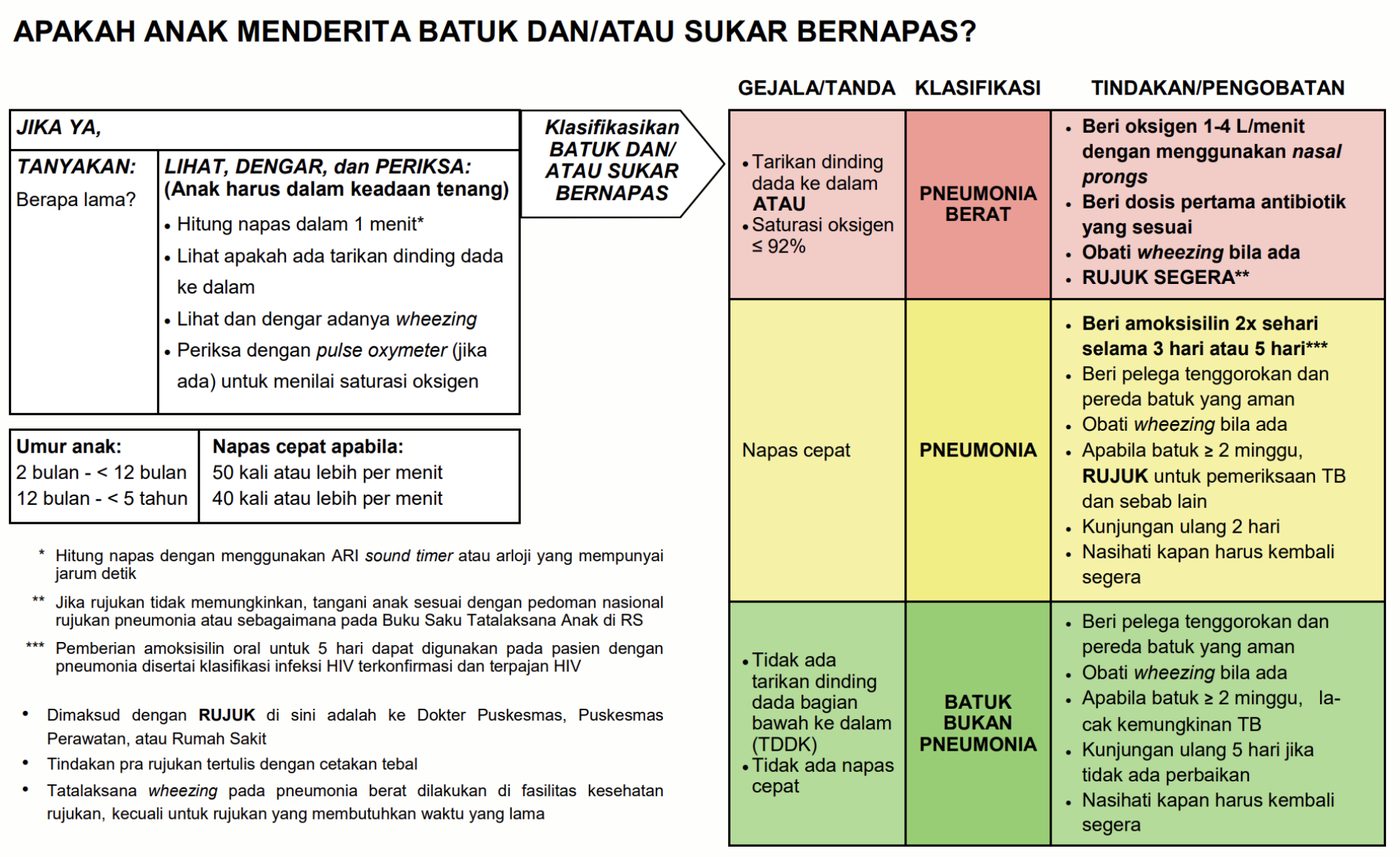 APAKAH ANAK MENDERITA BATUK DAN/ATAU SUKAR BERNAPAS?
JIKA YA,
TANYAKAN:
Berapa lama?
LIHAT, DENGAR, dan PERIKSA:
(Anak harus dalam keadaan tenang)
• Hitung napas dalam 1 menit*
• Lihat apakah ada tarikan dinding dada
ke dalam
• Lihat dan dengar adanya wheezing
• Periksa dengan pulse oxymeter (jika
ada) untuk menilai saturasi oksigen
Klasifikasikan
BATUK DAN/
ATAU SUKAR
BERNAPAS
Umur anak:
2 bulan - < 12 bulan
12 bulan - < 5 tahun
Napas cepat apabila:
50 kali atau lebih per menit
40 kali atau lebih per menit
* Hitung napas dengan menggunakan ARI sound timer atau arloji yang mempunyai
jarum detik
** Jika rujukan tidak memungkinkan, tangani anak sesuai dengan pedoman nasional
rujukan pneumonia atau sebagaimana pada Buku Saku Tatalaksana Anak di RS
*** Pemberian amoksisilin oral untuk 5 hari dapat digunakan pada pasien dengan
pneumonia disertai klasifikasi infeksi HIV terkonfirmasi dan terpajan HIV
• Dimaksud dengan RUJUK di sini adalah ke Dokter Puskesmas, Puskesmas
Perawatan, atau Rumah Sakit
• Tindakan pra rujukan tertulis dengan cetakan tebal
• Tatalaksana wheezing pada pneumonia berat dilakukan di fasilitas kesehatan
rujukan, kecuali untuk rujukan yang membutuhkan waktu yang lama
GEJALA/TANDA
KLASIFIKASI
TINDAKAN/PENGOBATAN
• Tarikan dinding
dada ke dalam
ATAU
• Saturasi oksigen
≤ 92%
PNEUMONIA
BERAT
• Beri oksigen 1-4 L/menit
dengan menggunakan nasal
prongs
• Beri dosis pertama antibiotik
yang sesuai
• Obati wheezing bila ada
• RUJUK SEGERA**
Napas cepat
PNEUMONIA
• Beri amoksisilin 2x sehari
selama 3 hari atau 5 hari***
• Beri pelega tenggorokan dan
pereda batuk yang aman
• Obati wheezing bila ada
• Apabila batuk ≥ 2 minggu,
RUJUK untuk pemeriksaan TB
dan sebab lain
• Kunjungan ulang 2 hari
• Nasihati kapan harus kembali
segera
• Tidak ada
tarikan dinding
dada bagian
bawah ke dalam
(TDDK)
• Tidak ada napas
cepat
BATUK
BUKAN
PNEUMONIA
• Beri pelega tenggorokan dan
pereda batuk yang aman
• Obati wheezing bila ada
• Apabila batuk ≥ 2 minggu, la-
cak kemungkinan TB
• Kunjungan ulang 5 hari jika
tidak ada perbaikan
• Nasihati kapan harus kembali
segera